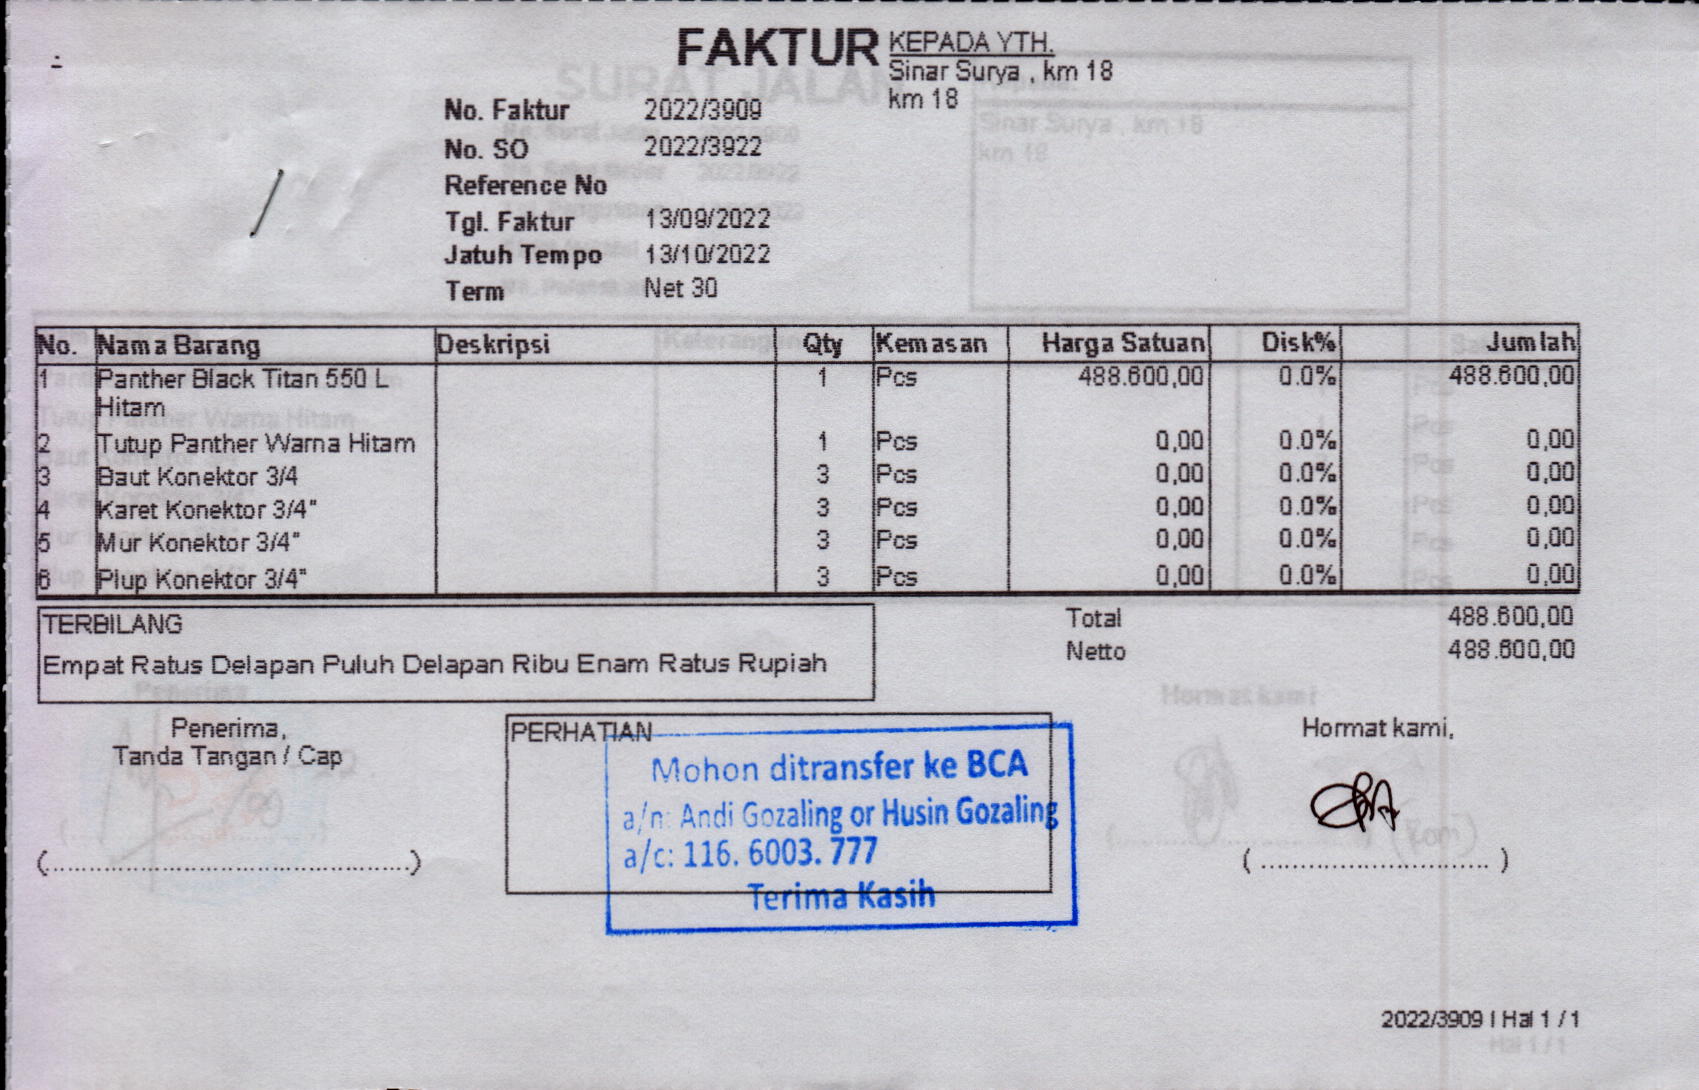 FAKTUR
KEPADA YTH.
Sinar Surya , km 18
km 18
No. Faktur 2022/3909
No. SO 2022/3922
Reference No
Tgl. Faktur 13/09/2022
Jatuh Tempo 13/10/2022
Term Net 30
No. Nama Barang Deskripsi Qty Kemasan Harga Satuan Disk% Jumlah
1 Panther Black Titan 550 L 1 Pcs 488.600,00 0.0% 488.600,00
Hitam
2 Tutup Panther Warna Hitam 1 Pcs 0,00 0.0% 0,00
3 Baut Konektor 3/4 3 Pcs 0,00 0.0% 0,00
4 Karet Konektor 3/4" 3 Pcs 0,00 0.0% 0,00
5 Mur Konektor 3/4" 3 Pcs 0,00 0.0% 0,00
6 Plup Konektor 3/4" 3 Pcs 0,00 0.0% 0,00
TERBILANG
Empat Ratus Delapan Puluh Delapan Ribu Enam Ratus Rupiah
Total 488.600,00
Netto 488.600,00
Penerima,
Tanda Tangan / Cap
(..........................................)
PERHATIAN
Mohon ditransfer ke BCA
a/n: Andi Gozaling or Husin Gozaling
a/c: 116. 6003. 777
Terima Kasih
Hormat kami,
( ............................ )
2022/3909 | Hal 1 / 1